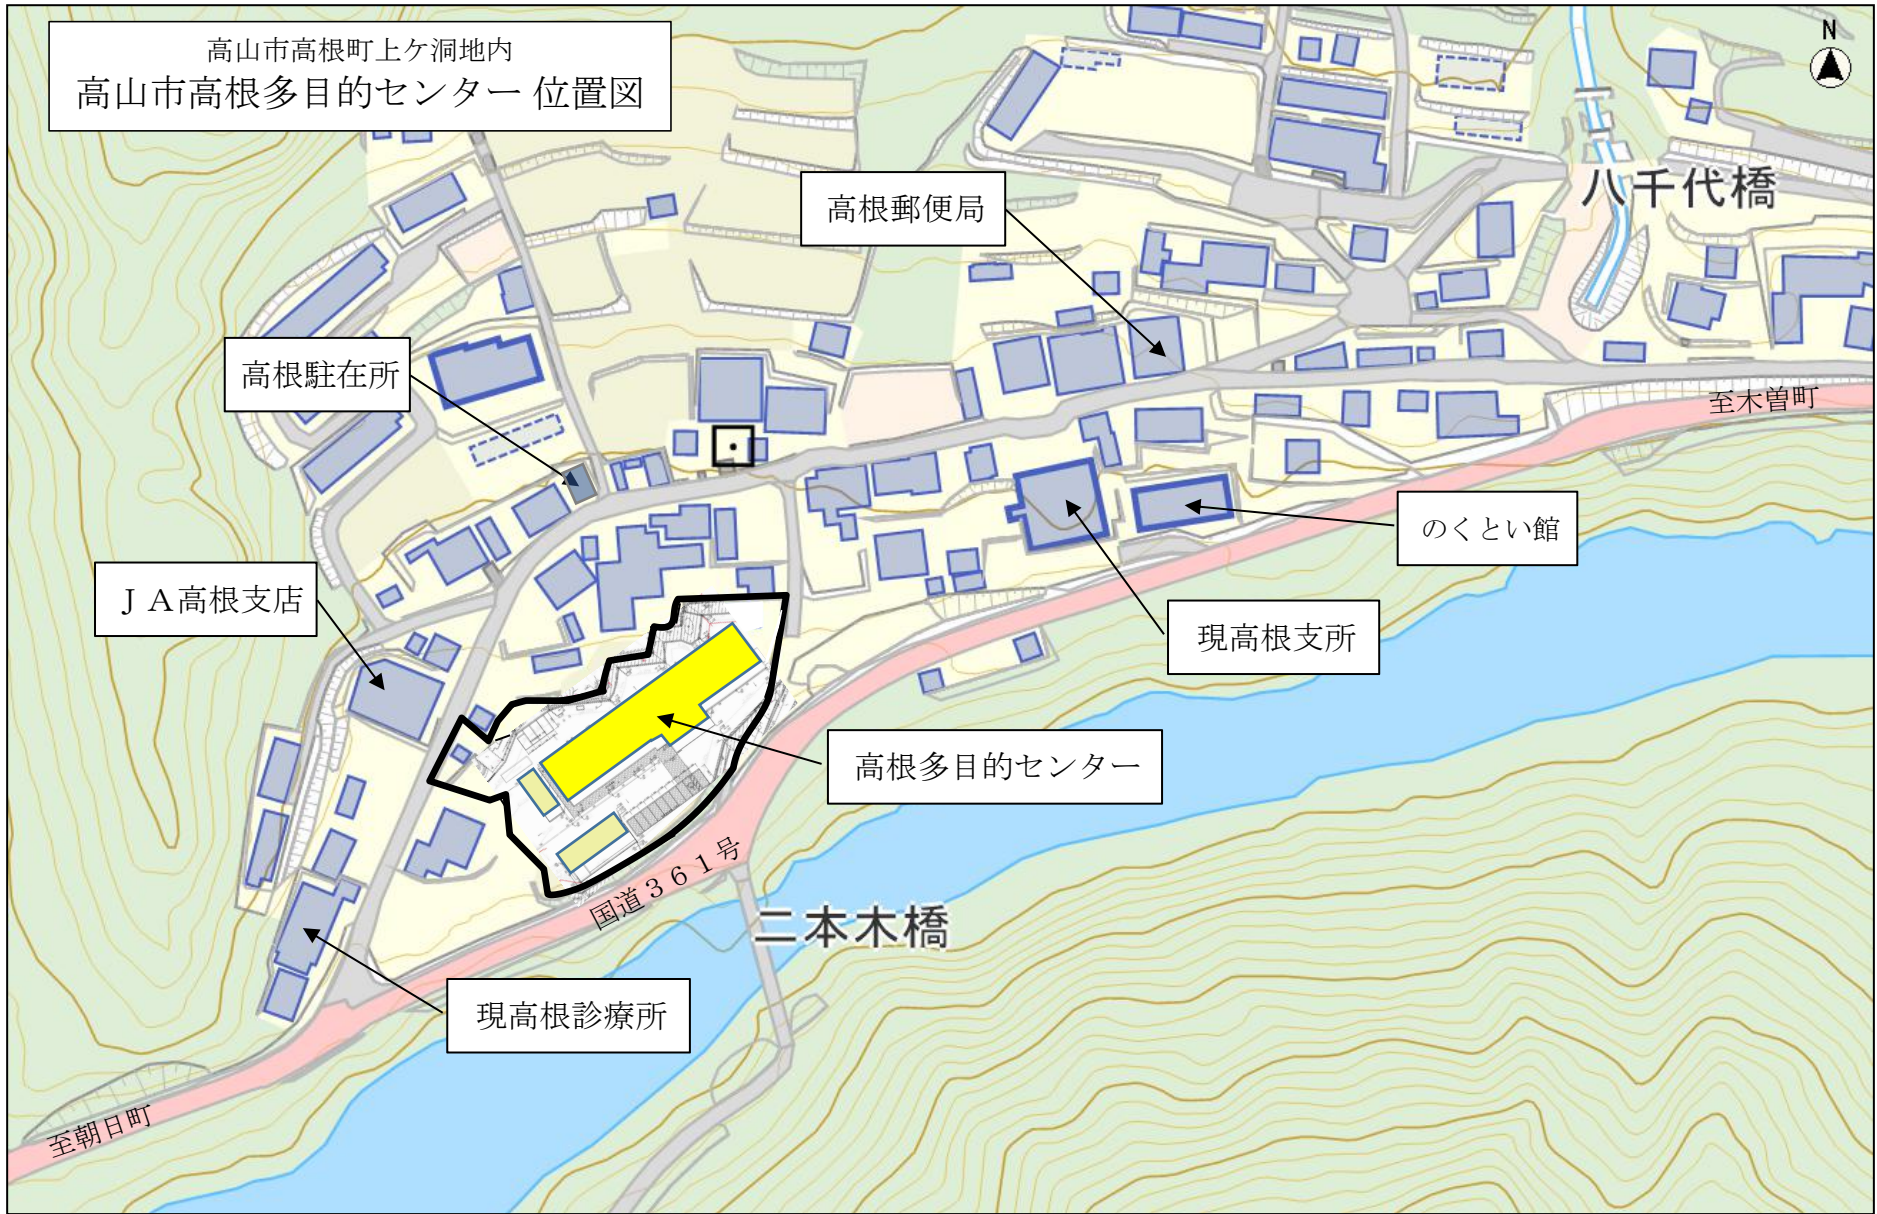 高山市高根町上ケ洞地内
高山市高根多目的センター 位置図
N
八千代橋
高根郵便局
高根駐在所
至木曽町
のくとい館
ＪＡ高根支店
現高根支所
高根多目的センター
国道３６１号
二本木橋
現高根診療所
至朝日町